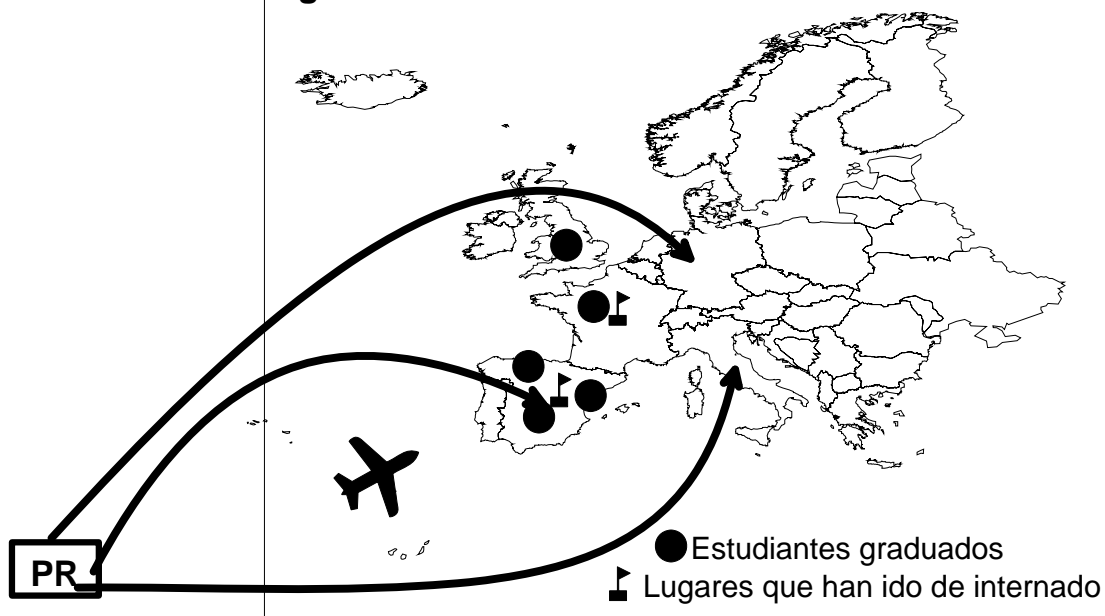 PR
Estudiantes graduados
Lugares que han ido de internado